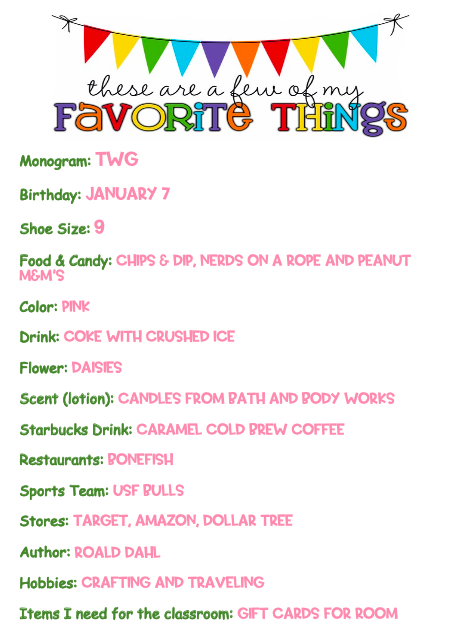 these are a few of my
FAVORITE THINGS
Monogram: TWG
Birthday: JANUARY 7
Shoe Size: 9
Food & Candy: CHIPS & DIP, NERDS ON A ROPE AND PEANUT
M&M'S
Color: PINK
Drink: COKE WITH CRUSHED ICE
Flower: DAISIES
Scent (lotion): CANDLES FROM BATH AND BODY WORKS
Starbucks Drink: CARAMEL COLD BREW COFFEE
Restaurants: BONEFISH
Sports Team: USF BULLS
Stores: TARGET, AMAZON, DOLLAR TREE
Author: ROALD DAHL
Hobbies: CRAFTING AND TRAVELING
Items I need for the classroom: GIFT CARDS FOR ROOM